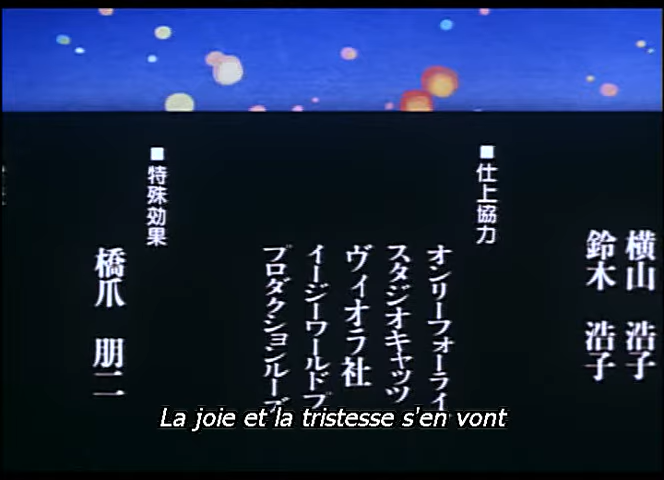 横山 浩子
鈴木 浩子
■仕上協力
オンリーフォーライ
スタジオキャッツ
ヴィオラ社
イージーワールドプ
プロダクションルーズ
■特殊効果
橋爪 朋二
La joie et la tristesse s'en vont